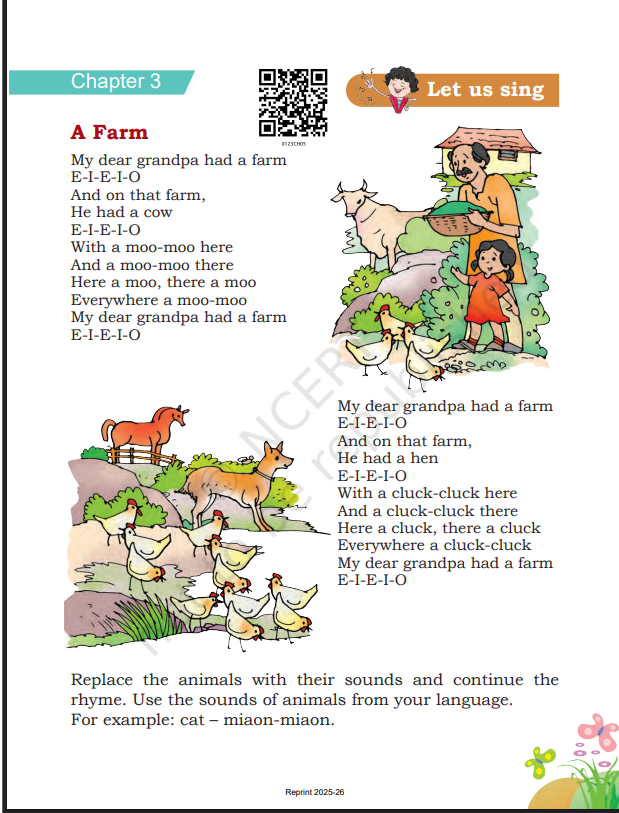 Chapter 3
0123CH05
Let us sing
A Farm
My dear grandpa had a farm
E-I-E-I-O
And on that farm,
He had a cow
E-I-E-I-O
With a moo-moo here
And a moo-moo there
Here a moo, there a moo
Everywhere a moo-moo
My dear grandpa had a farm
E-I-E-I-O
My dear grandpa had a farm
E-I-E-I-O
And on that farm,
He had a hen
E-I-E-I-O
With a cluck-cluck here
And a cluck-cluck there
Here a cluck, there a cluck
Everywhere a cluck-cluck
My dear grandpa had a farm
E-I-E-I-O
Replace the animals with their sounds and continue the
rhyme. Use the sounds of animals from your language.
For example: cat – miaon-miaon.
Reprint 2025-26